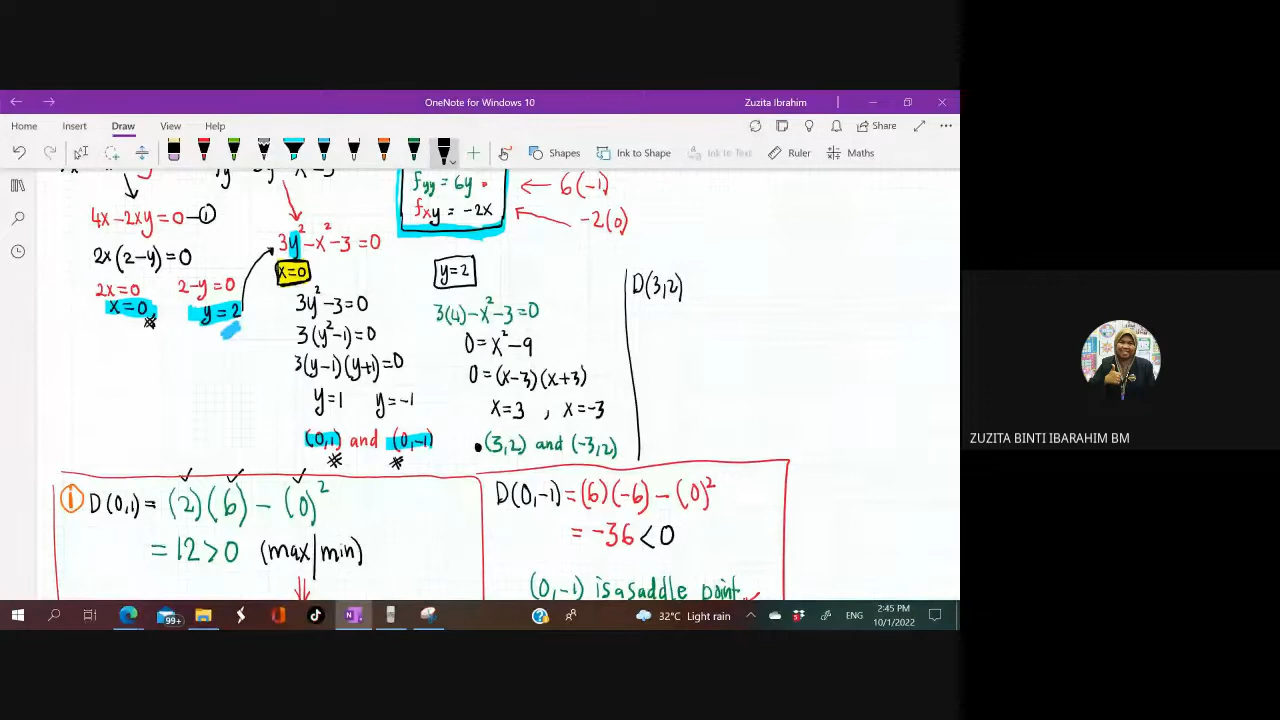 OneNote for Windows 10
Zuzita Ibrahim
Home Insert Draw View Help
Share
Shapes Ink to Shape Ink to Text Ruler Maths
f_yy = 6y
f_xy = -2x
6(-1)
-2(0)
4x-2xy=0 -①
2x(2-y)=0
2x=0 2-y=0
x=0 y=2
3y²-x²-3=0
x=0
3y²-3=0
3(y²-1)=0
3(y-1)(y+1)=0
y=1 y=-1
(0,1) and (0,-1)
y=2
3(4)-x²-3=0
0=x²-9
0=(x-3)(x+3)
x=3 , x=-3
(3,2) and (-3,2)
D(3,2)
i D(0,1) = (2)(6) - (0)²
= 12>0 (max|min)
D(0,-1) = (6)(-6) - (0)²
= -36<0
(0,-1) is a saddle point
ZUZITA BINTI IBARAHIM BM
99+
32°C Light rain
ENG
2:45 PM
10/1/2022